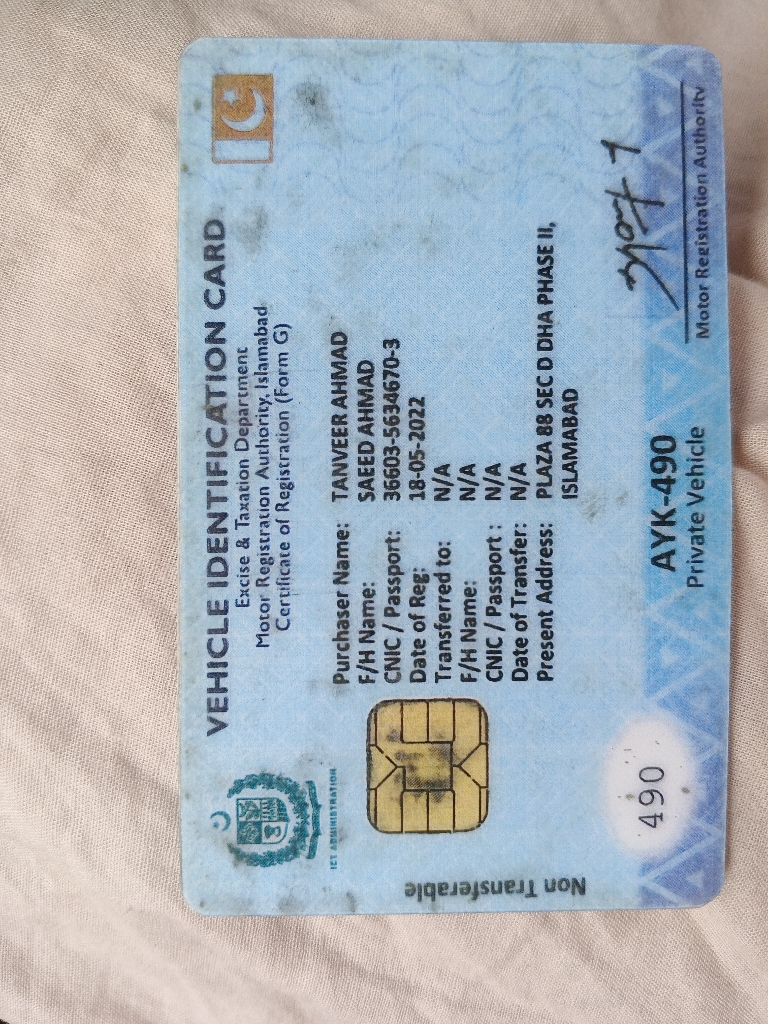 VEHICLE IDENTIFICATION CARD
Excise & Taxation Department
Motor Registration Authority, Islamabad
Certificate of Registration (Form G)
ICT ADMINISTRATION
Purchaser Name: TANVEER AHMAD
F/H Name: SAEED AHMAD
CNIC / Passport: 36603-5634670-3
Date of Reg: 18-05-2022
Transferred to: N/A
F/H Name: N/A
CNIC / Passport : N/A
Date of Transfer: N/A
Present Address: PLAZA 88 SEC D DHA PHASE II,
ISLAMABAD
Non Transferable
490
AYK-490
Private Vehicle
Motor Registration Authority